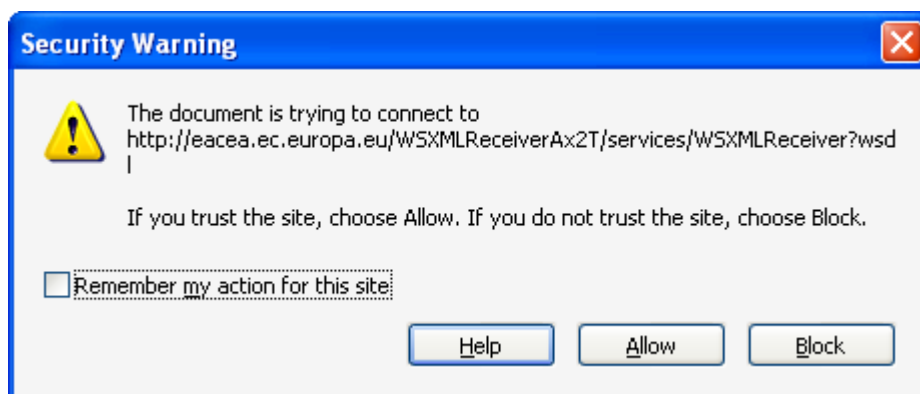 Security Warning
The document is trying to connect to
http://eacea.ec.europa.eu/WSXMLReceiverAx2T/services/WSXMLReceiver?wsd
l
If you trust the site, choose Allow. If you do not trust the site, choose Block.
Remember my action for this site
Help Allow Block